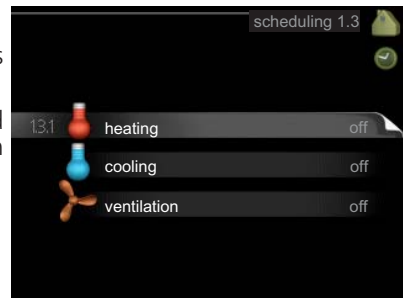 scheduling 1.3
s
1.3.1 heating off
d
n
cooling off
ventilation off